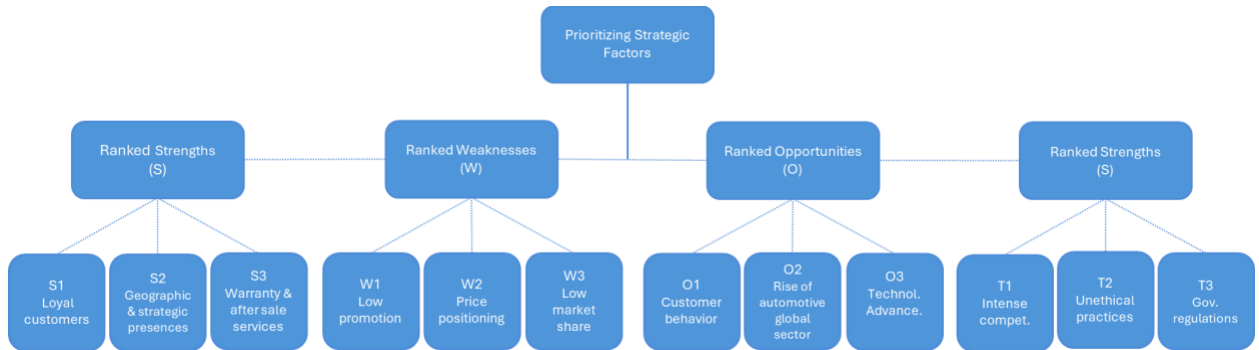 Prioritizing Strategic
Factors
Ranked Strengths
(S)
Ranked Weaknesses
(W)
Ranked Opportunities
(O)
Ranked Strengths
(S)
S1
Loyal
customers
S2
Geographic
& strategic
presences
S3
Warranty &
after sale
services
W1
Low
promotion
W2
Price
positioning
W3
Low
market
share
O1
Customer
behavior
O2
Rise of
automotive
global
sector
O3
Technol.
Advance.
T1
Intense
compet.
T2
Unethical
practices
T3
Gov.
regulations